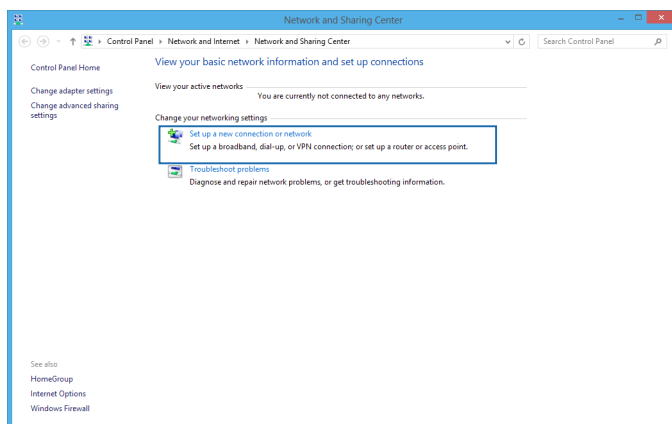 Network and Sharing Center
Control Panel Network and Internet Network and Sharing Center
Search Control Panel
Control Panel Home
Change adapter settings
Change advanced sharing
settings
View your basic network information and set up connections
View your active networks
You are currently not connected to any networks.
Change your networking settings
Set up a new connection or network
Set up a broadband, dial-up, or VPN connection; or set up a router or access point.
Troubleshoot problems
Diagnose and repair network problems, or get troubleshooting information.
See also
HomeGroup
Internet Options
Windows Firewall